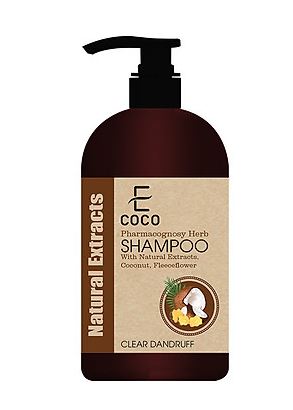 Natural Extracts
E
COCO
Pharmacognosy Herb
SHAMPOO
With Natural Extracts,
Coconut, Fleeceflower
CLEAR DANDRUFF